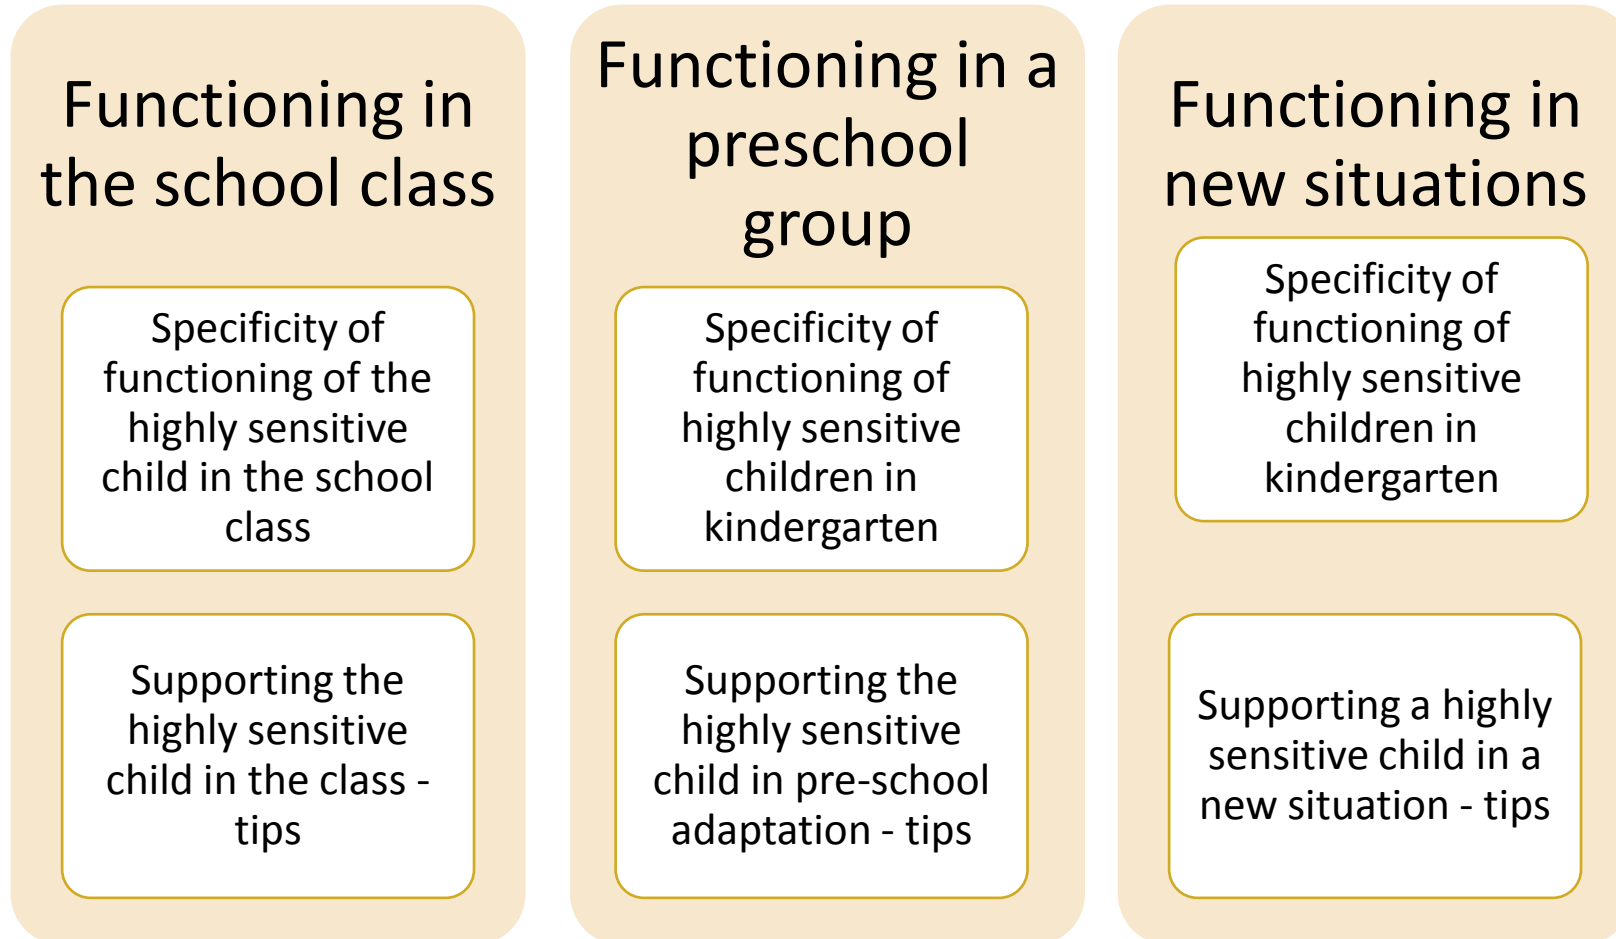 Functioning in
the school class
Specificity of
functioning of the
highly sensitive
child in the school
class
Supporting the
highly sensitive
child in the class -
tips
Functioning in a
preschool
group
Specificity of
functioning of
highly sensitive
children in
kindergarten
Supporting the
highly sensitive
child in pre-school
adaptation - tips
Functioning in
new situations
Specificity of
functioning of
highly sensitive
children in
kindergarten
Supporting a highly
sensitive child in a
new situation - tips